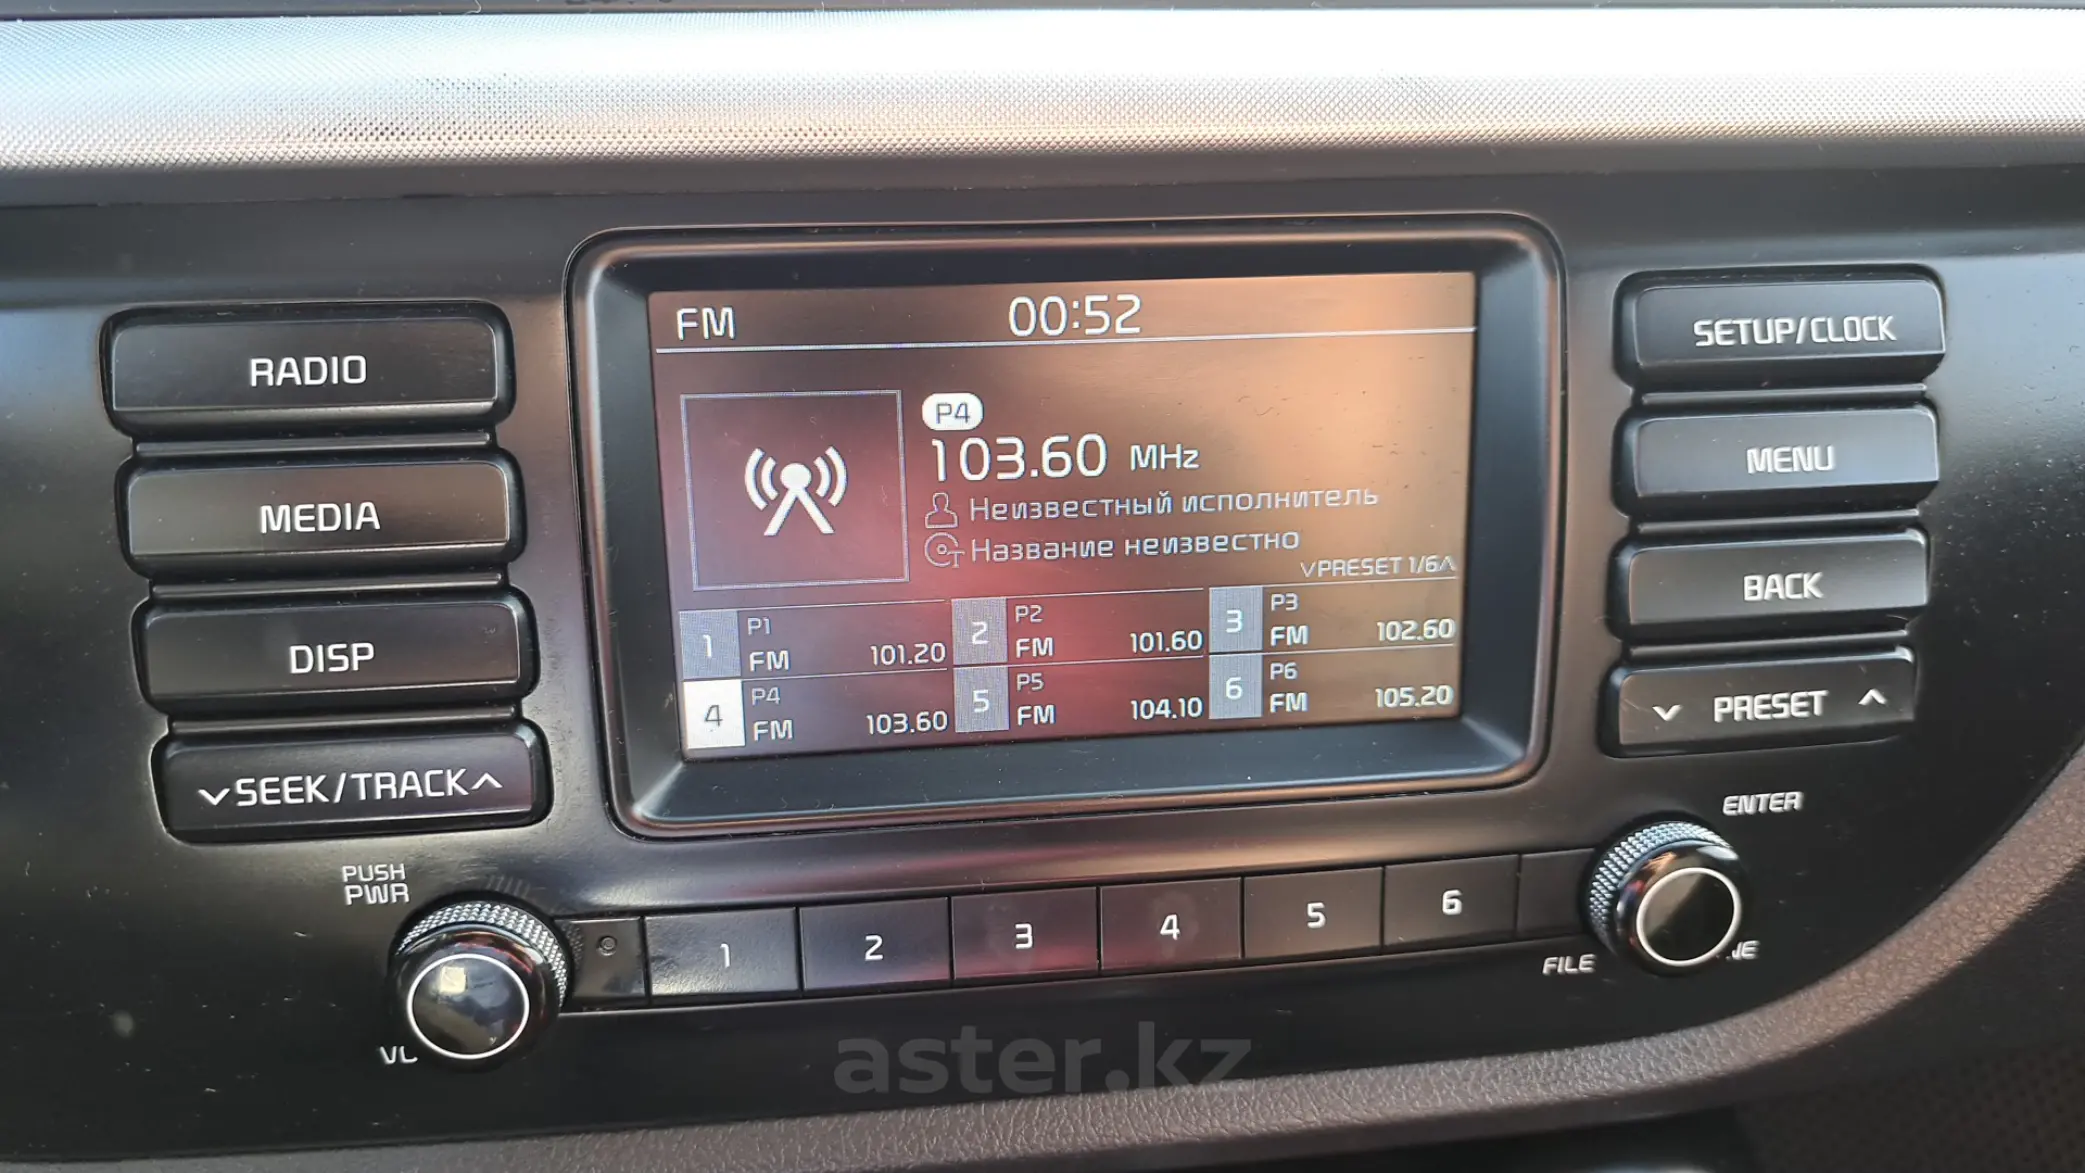 FM 00:52
P4
103.60 MHz
Неизвестный исполнитель
Название неизвестно
PRESET 1/6
1 P1 FM 101.20
2 P2 FM 101.60
3 P3 FM 102.60
4 P4 FM 103.60
5 P5 FM 104.10
6 P6 FM 105.20
RADIO
MEDIA
DISP
SEEK/TRACK
SETUP/CLOCK
MENU
BACK
PRESET
ENTER
PUSH
PWR
1 2 3 4 5 6
FILE
aster.kz